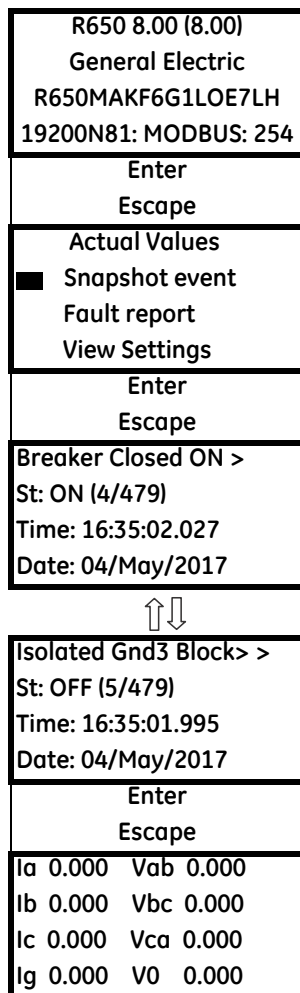 R650 8.00 (8.00)
General Electric
R650MAKF6G1LOE7LH
19200N81: MODBUS: 254
Enter
Escape
Actual Values
Snapshot event
Fault report
View Settings
Enter
Escape
Breaker Closed ON >
St: ON (4/479)
Time: 16:35:02.027
Date: 04/May/2017
Isolated Gnd3 Block> >
St: OFF (5/479)
Time: 16:35:01.995
Date: 04/May/2017
Enter
Escape
Ia 0.000 Vab 0.000
Ib 0.000 Vbc 0.000
Ic 0.000 Vca 0.000
Ig 0.000 V0 0.000